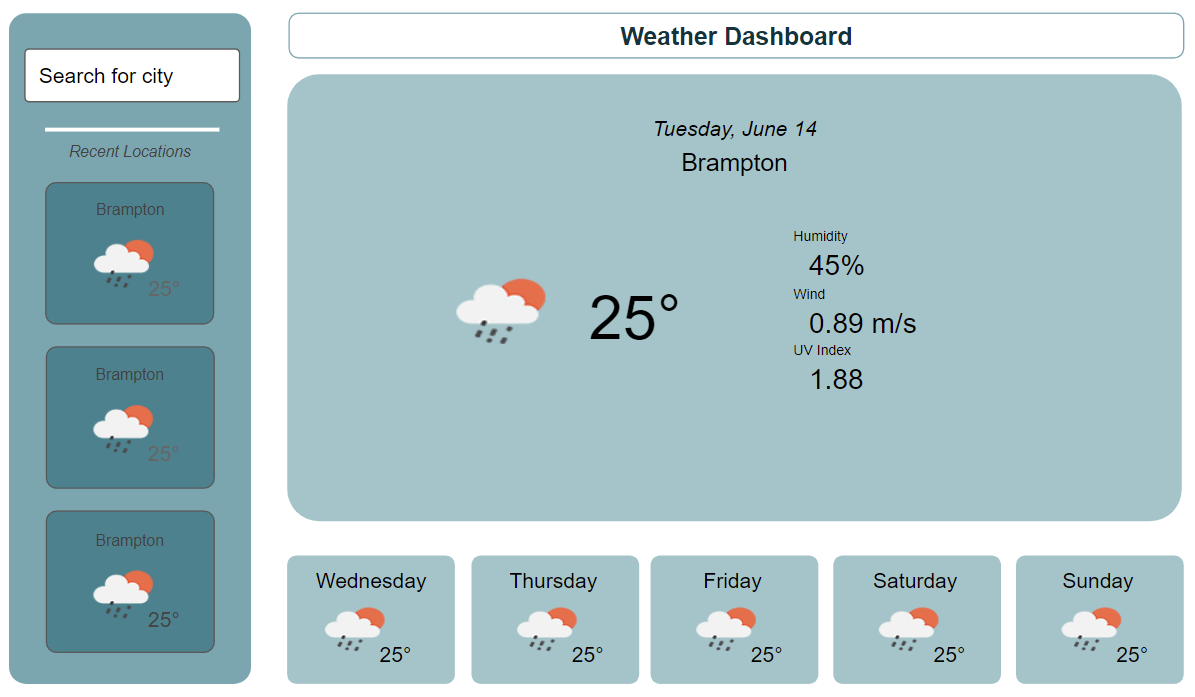 Search for city
Recent Locations
Brampton
25°
Brampton
25°
Brampton
25°
Weather Dashboard
Tuesday, June 14
Brampton
25°
Humidity
45%
Wind
0.89 m/s
UV Index
1.88
Wednesday
25°
Thursday
25°
Friday
25°
Saturday
25°
Sunday
25°